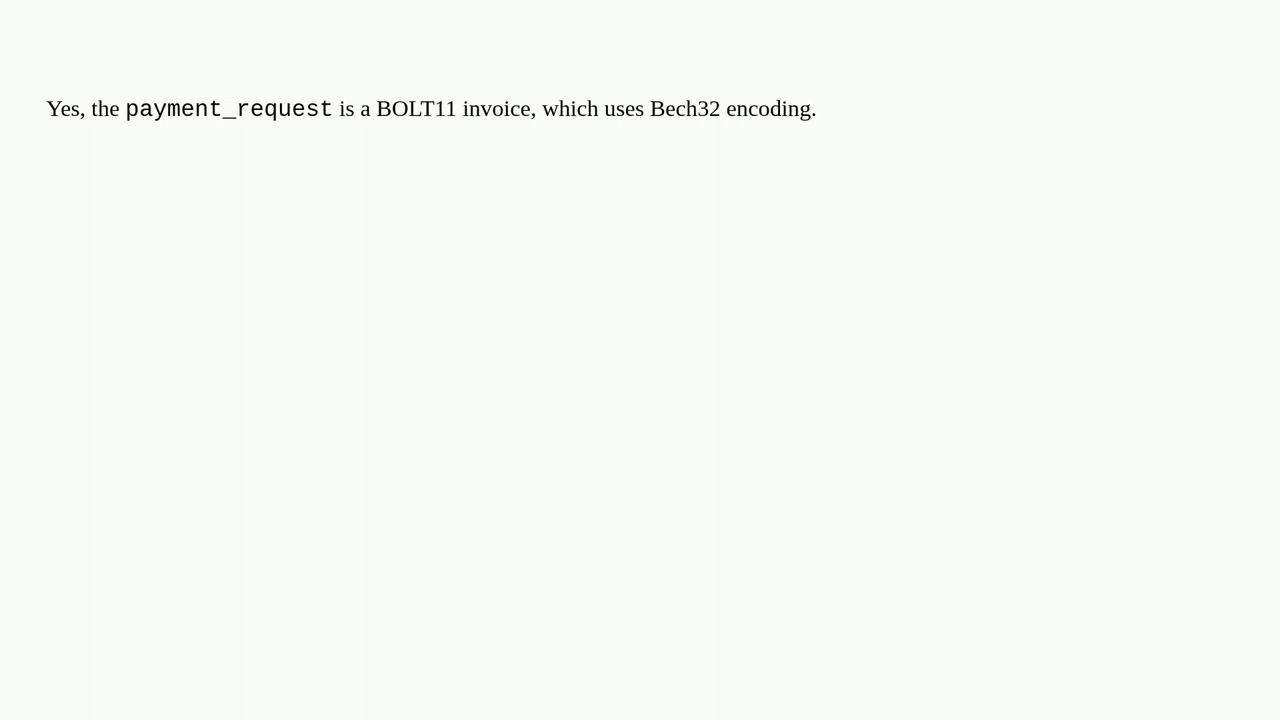 Yes, the payment_request is a BOLT11 invoice, which uses Bech32 encoding.